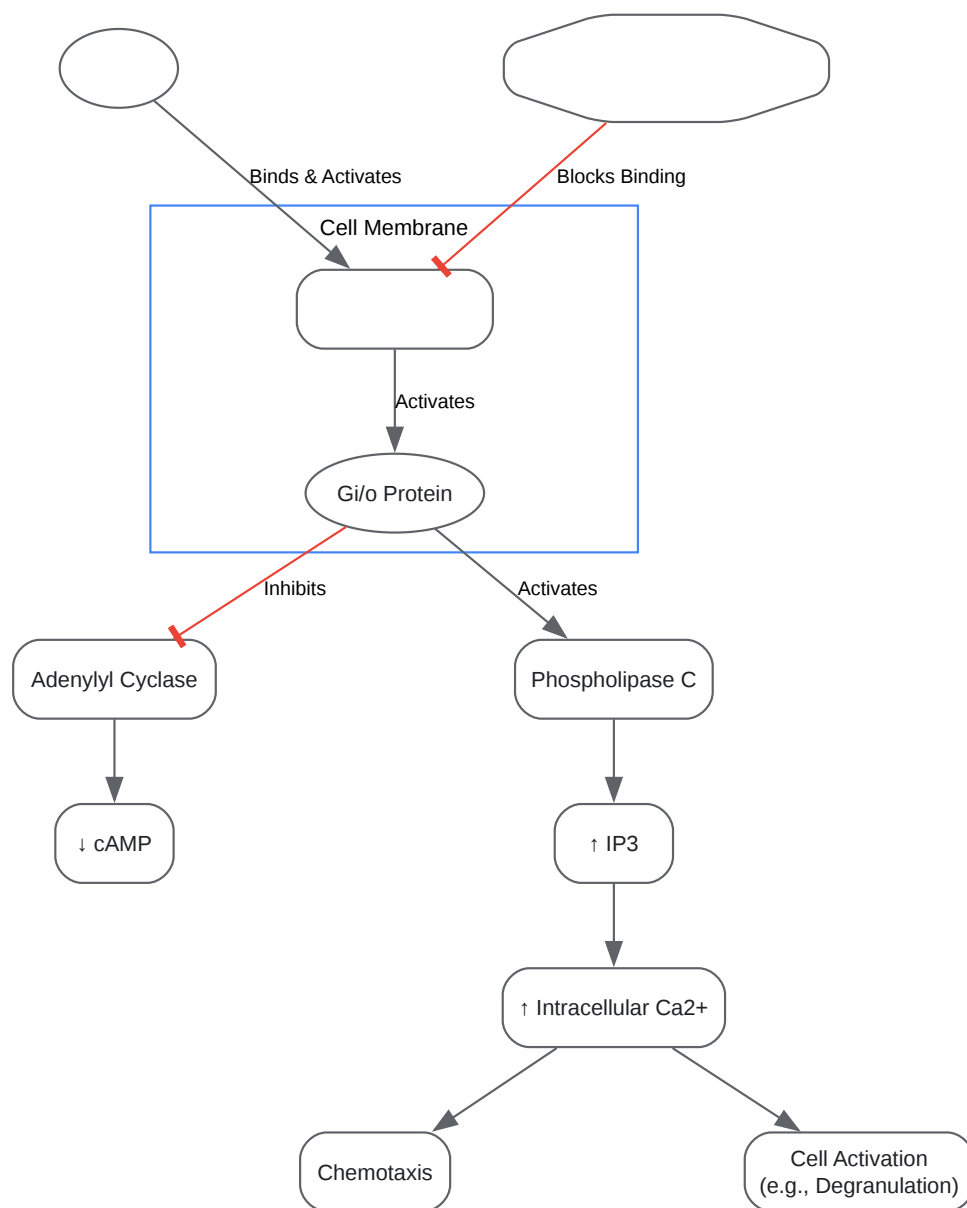 Binds & Activates
Blocks Binding
Cell Membrane
Activates
Gi/o Protein
Inhibits
Activates
Adenylyl Cyclase
Phospholipase C
↓ cAMP
↑ IP3
↑ Intracellular Ca2+
Chemotaxis
Cell Activation
(e.g., Degranulation)